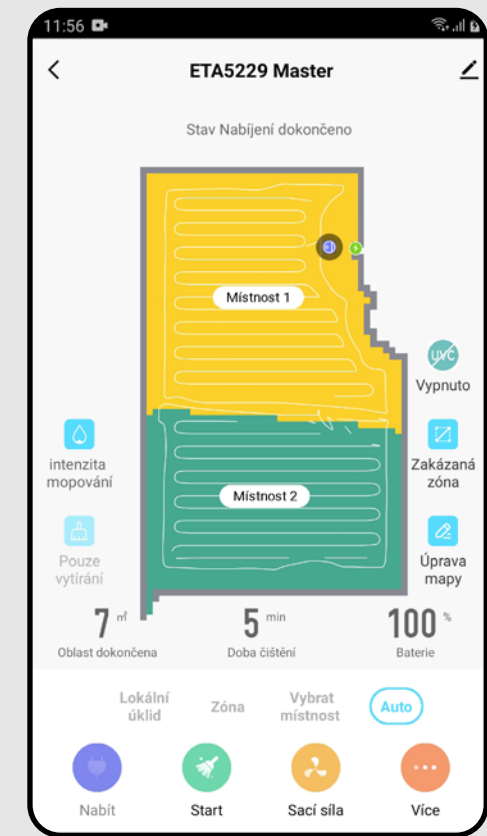 11:56
ETA5229 Master
Stav Nabíjení dokončeno
Místnost 1
UVC
Vypnuto
intenzita
mopování
Zakázaná
zóna
Místnost 2
Pouze
vytírání
Úprava
mapy
7 ㎡
5 min
100 %
Oblast dokončena
Doba čištění
Baterie
Lokální
úklid
Zóna
Vybrat
místnost
Auto
Nabít
Start
Sací síla
Více